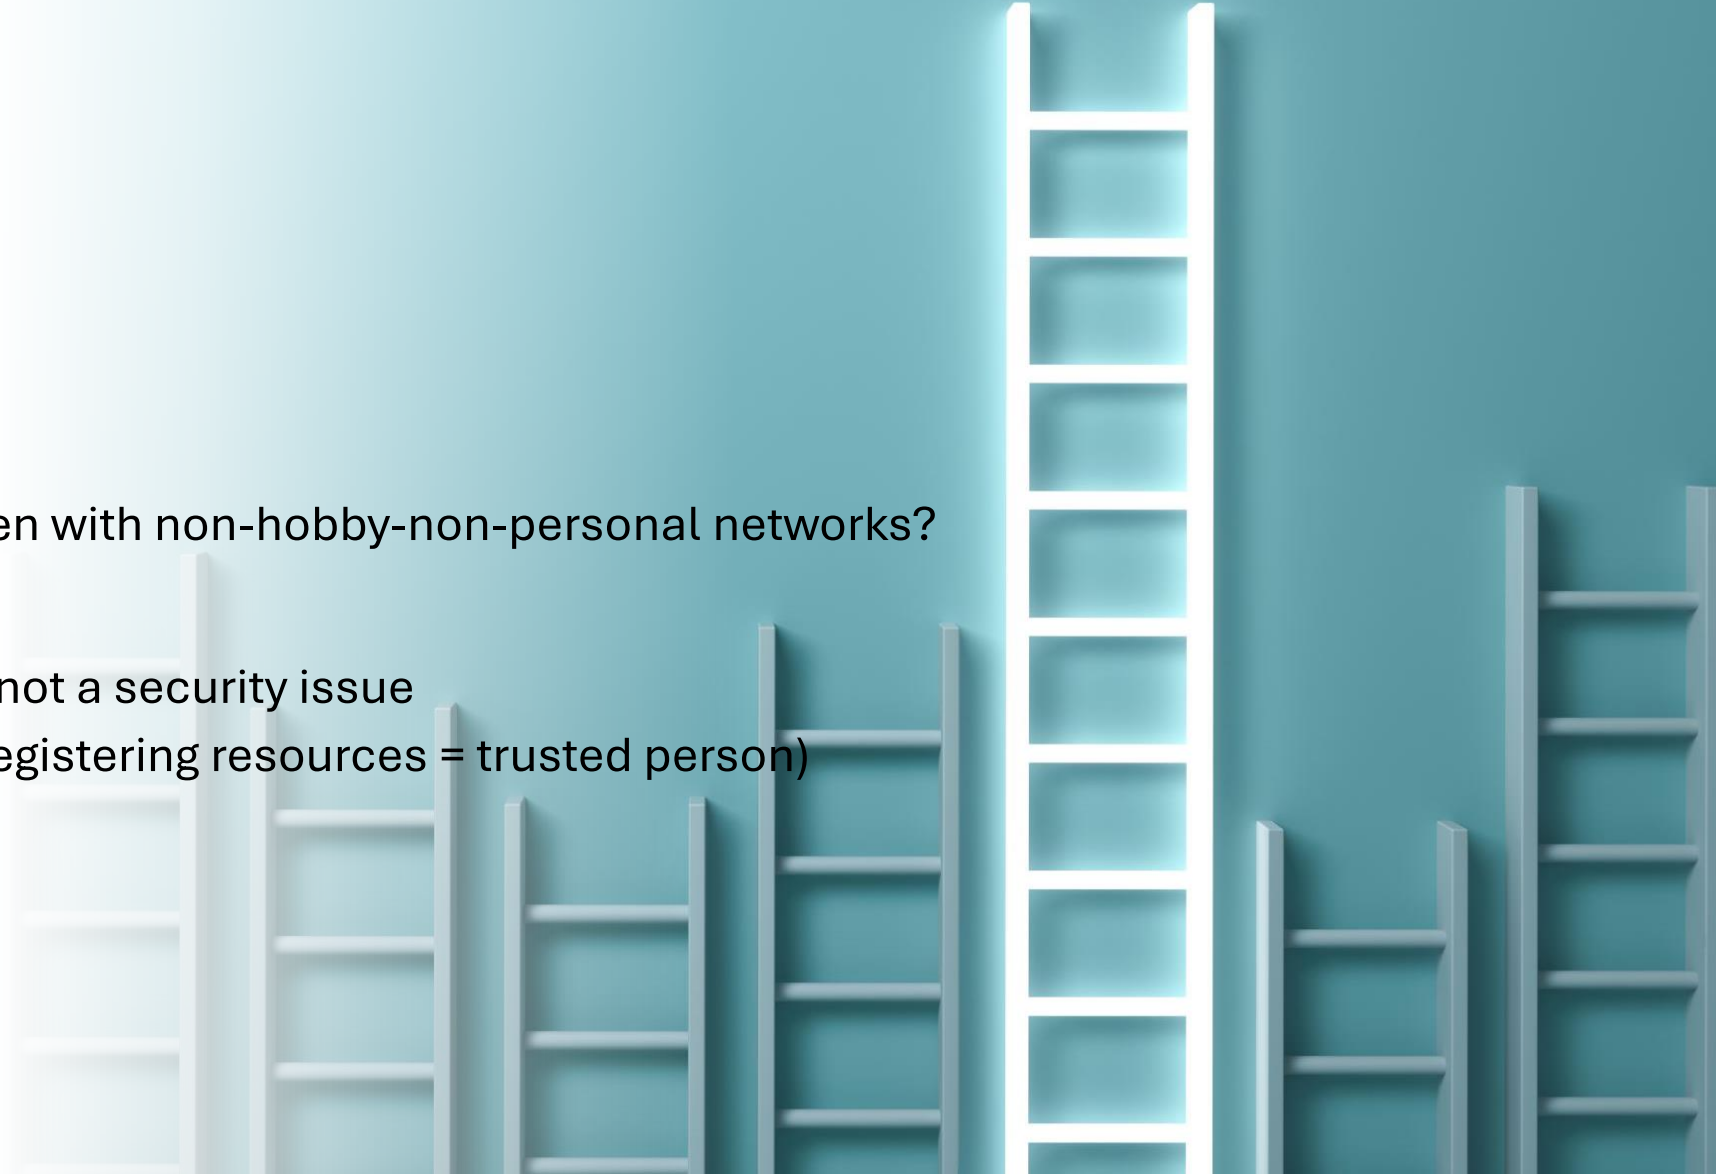 en with non-hobby-non-personal networks?
not a security issue
egistering resources = trusted person)